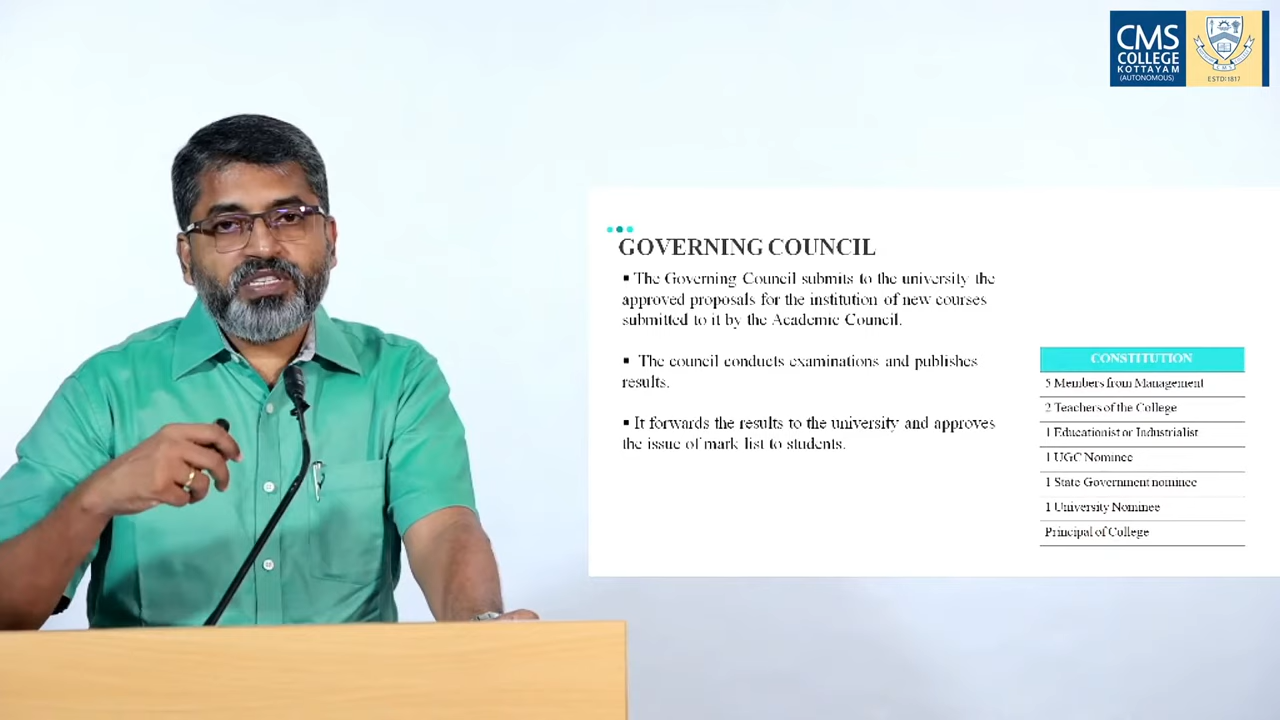 CMS
COLLEGE
KOTTAYAM
(AUTONOMOUS)
ESTD|1817
GOVERNING COUNCIL
▪ The Governing Council submits to the university the
approved proposals for the institution of new courses
submitted to it by the Academic Council.
▪ The council conducts examinations and publishes
results.
▪ It forwards the results to the university and approves
the issue of mark list to students.
CONSTITUTION
5 Members from Management
2 Teachers of the College
1 Educationist or Industrialist
1 UGC Nominee
1 State Government nominee
1 University Nominee
Principal of College